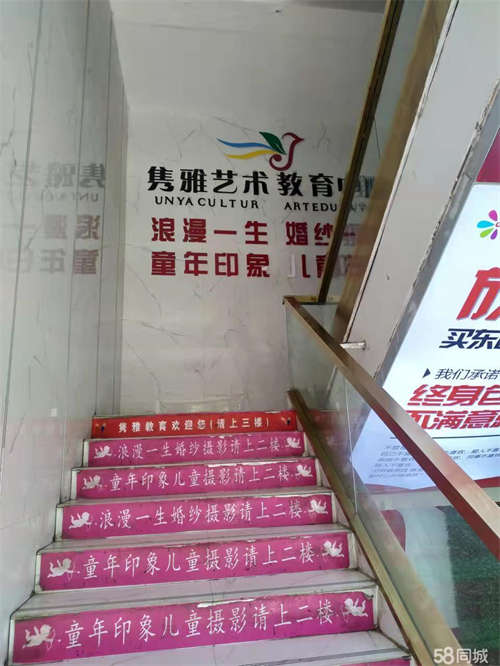 隽雅艺术教育中
UNYACULTUR ARTEDU
浪漫一生 婚纱
童年印象 儿童
隽雅教育欢迎您(请上三楼)
浪漫一生婚纱摄影请上二楼
童年印象儿童摄影请上二楼
浪漫一生婚纱摄影请上二楼
童年印象儿童摄影请上二楼
童年印象儿童摄影请上二楼
买东
我们承诺
终身
不满意
58同城